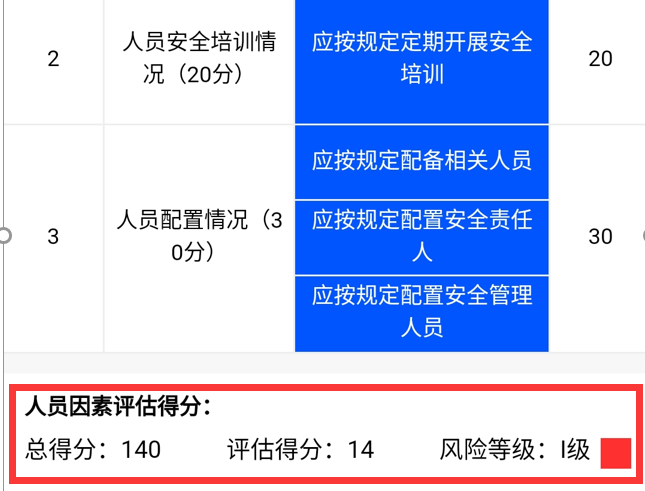 2
人员安全培训情
况（20分）
应按规定定期开展安全
培训
20
3
人员配置情况（3
0分）
应按规定配备相关人员
应按规定配置安全责任
人
应按规定配置安全管理
人员
30
人员因素评估得分：
总得分：140 评估得分：14 风险等级：I级